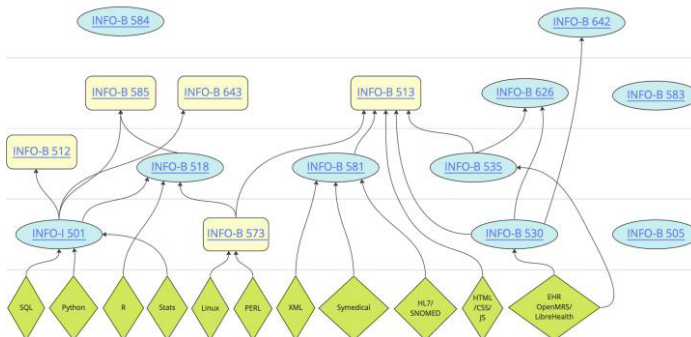 INFO-B 584
INFO-B 642
INFO-B 585
INFO-B 643
INFO-B 513
INFO-B 626
INFO-B 583
INFO-B 512
INFO-B 518
INFO-B 581
INFO-B 535
INFO-I 501
INFO-B 573
INFO-B 530
INFO-B 505
SQL
Python
R
Stats
Linux
PERL
XML
Symedical
HL7/
SNOMED
HTML
/CSS/
JS
EHR
OpenMRS/
LibreHealth